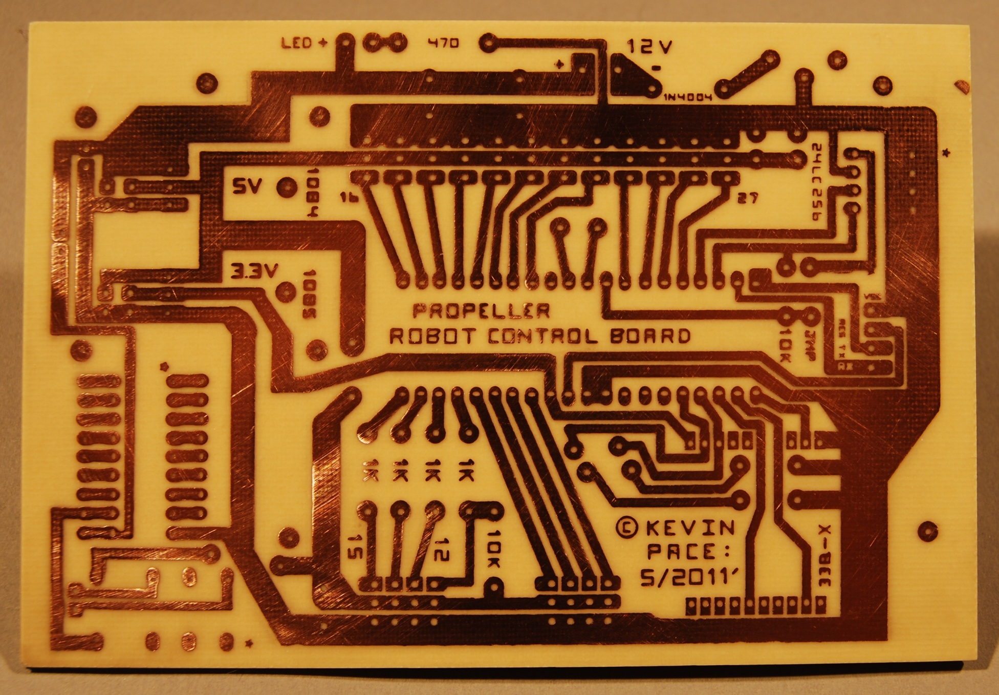 LED +
470
12V
+
-
1N4004
24LC256
5V
1084
16
27
3.3V
1085
VSS
PROPELLER
ROBOT CONTROL BOARD
10K
JMP
RES TX RX
1K 1K 1K 1K
15
12
10K
© KEVIN
PACE:
5/2011'
X-BEE